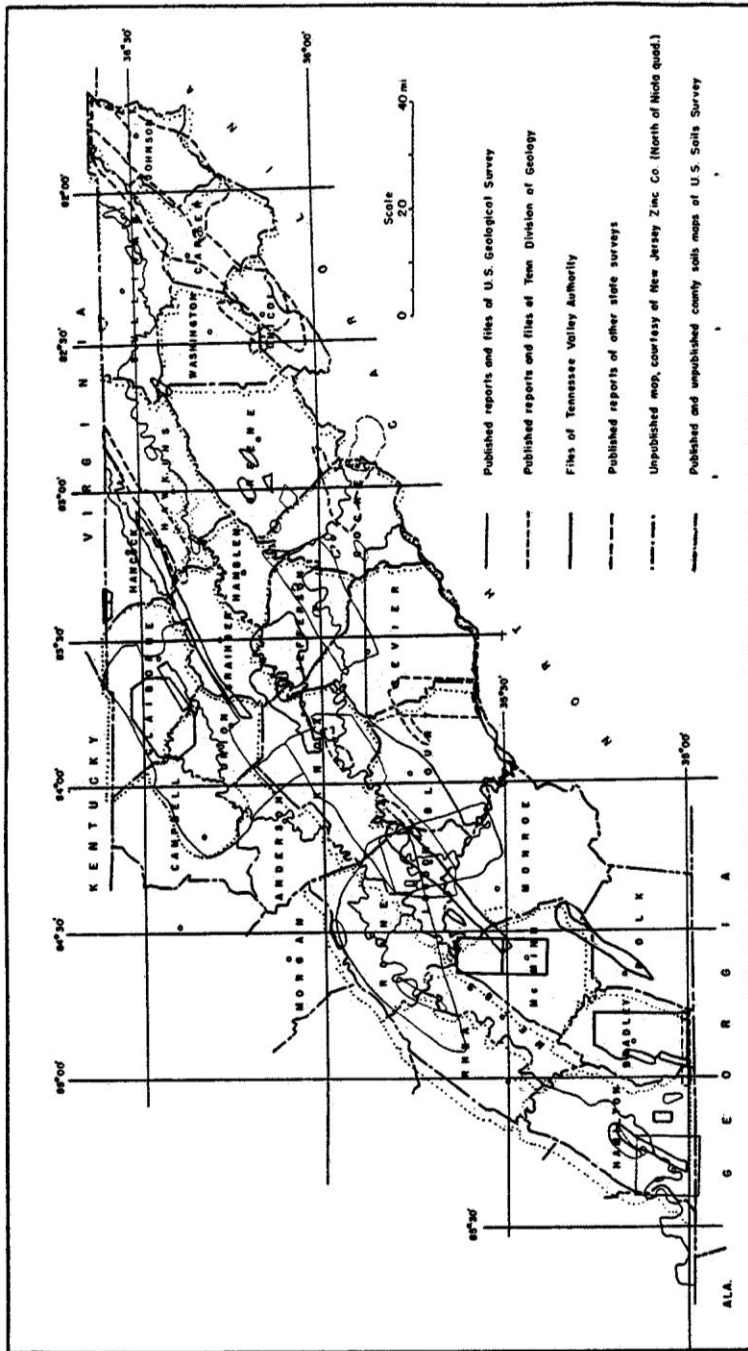 KENTUCKY
VIRGINIA
NORTH CAROLINA
GEORGIA
ALA.
85°30'
85°00'
84°30'
84°00'
83°30'
83°00'
82°30'
82°00'
36°30'
36°00'
35°30'
35°00'
JOHNSON
SULLIVAN
CARTER
WASHINGTON
UNICOI
GREENE
HAWKINS
HANCOCK
HAMBLEN
COCKE
JEFFERSON
GRAINGER
CLAIBORNE
UNION
SEVIER
KNOX
CAMPBELL
ANDERSON
BLOUNT
LOUDON
MORGAN
ROANE
MONROE
McMINN
MEIGS
RHEA
POLK
BRADLEY
HAMILTON
Scale
0 20 40 mi
Published reports and files of U.S. Geological Survey
Published reports and files of Tenn Division of Geology
Files of Tennessee Valley Authority
Published reports of other state surveys
Unpublished map, courtesy of New Jersey Zinc Co. (North of Niota quad.)
Published and unpublished county soils maps of U.S. Soils Survey